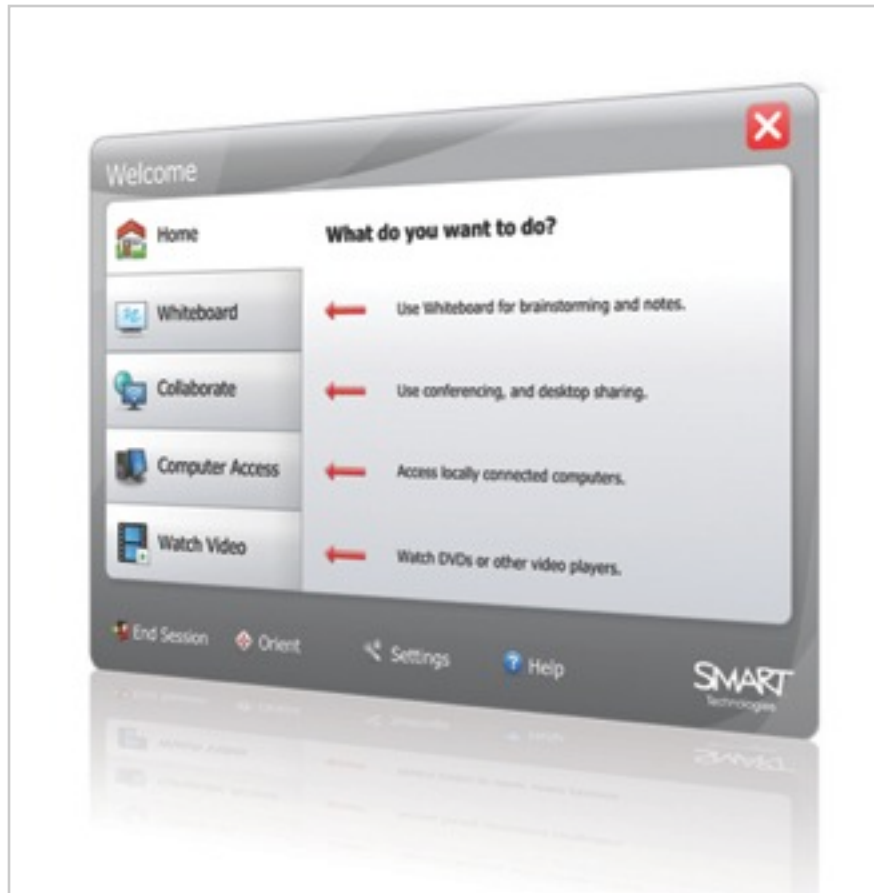 Welcome
Home
What do you want to do?
Whiteboard
Use Whiteboard for brainstorming and notes.
Collaborate
Use conferencing, and desktop sharing.
Computer Access
Access locally connected computers.
Watch Video
Watch DVDs or other video players.
End Session
Orient
Settings
Help
SMART
Technologies